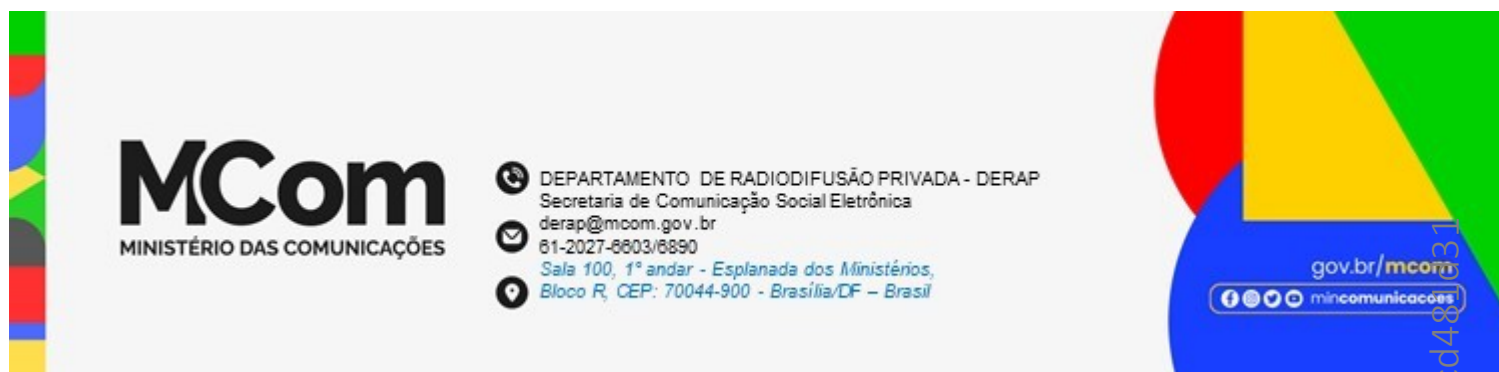 MCom
MINISTÉRIO DAS COMUNICAÇÕES
DEPARTAMENTO DE RADIODIFUSÃO PRIVADA - DERAP
Secretaria de Comunicação Social Eletrônica
derap@mcom.gov.br
61-2027-6603/6890
Sala 100, 1º andar - Esplanada dos Ministérios,
Bloco R, CEP: 70044-900 - Brasília/DF – Brasil
gov.br/mcom
mincomunicacoes
cd481d31